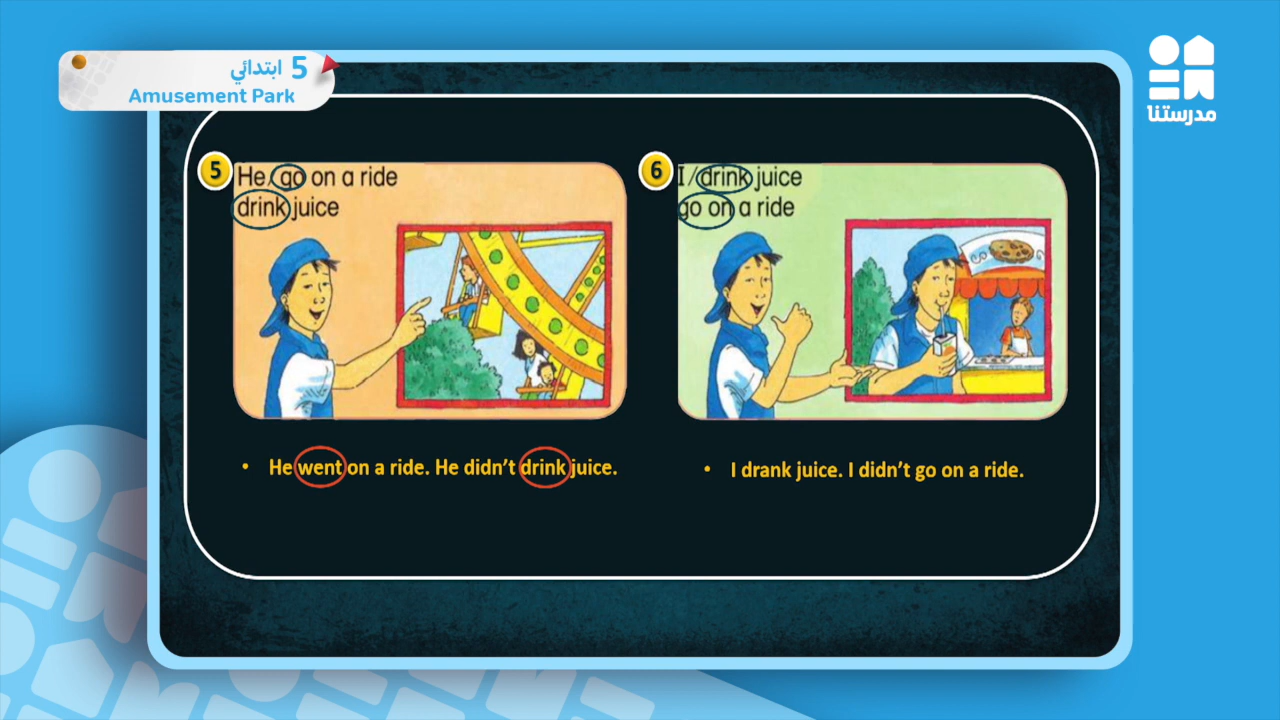 5 ابتدائي
Amusement Park
مدرستنا
5
He / go on a ride
drink juice
6
I / drink juice
go on a ride
• He went on a ride. He didn't drink juice.
• I drank juice. I didn't go on a ride.